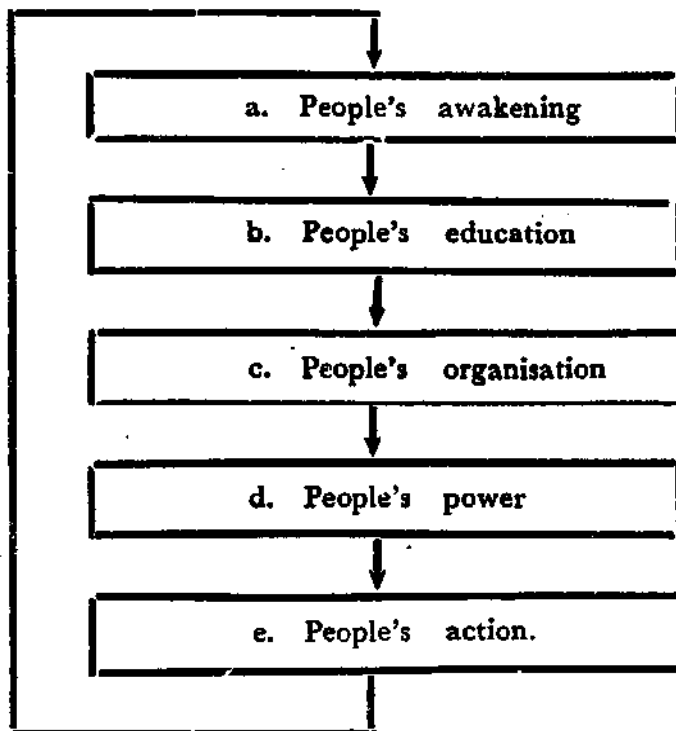 a. People's awakening
b. People's education
c. People's organisation
d. People's power
e. People's action.